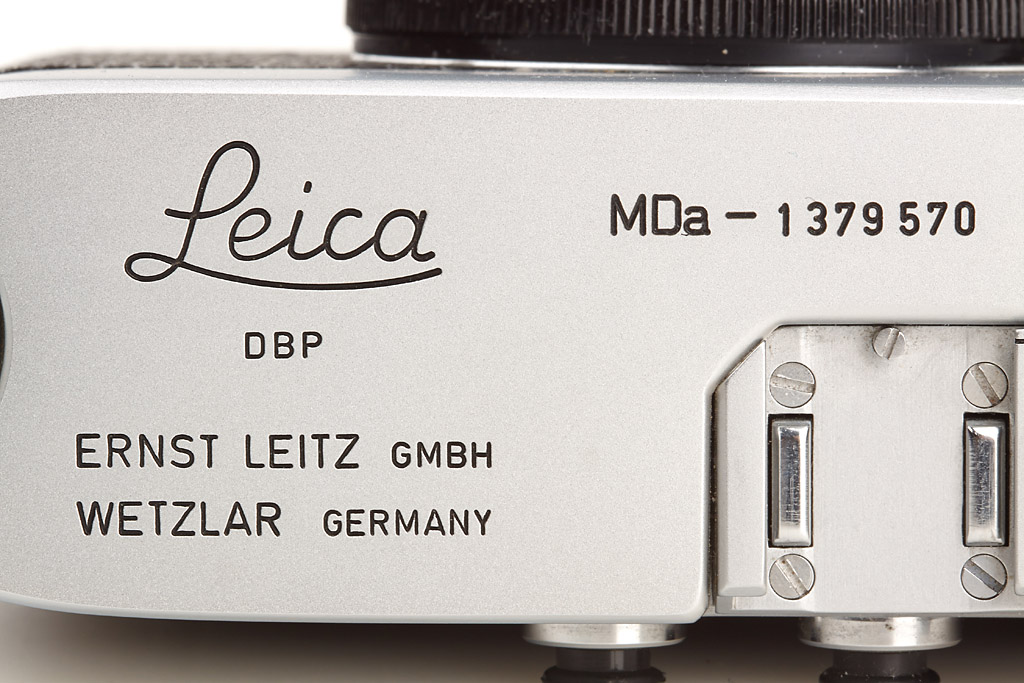 Leica
MDa – 1379570
DBP
ERNST LEITZ GMBH
WETZLAR GERMANY